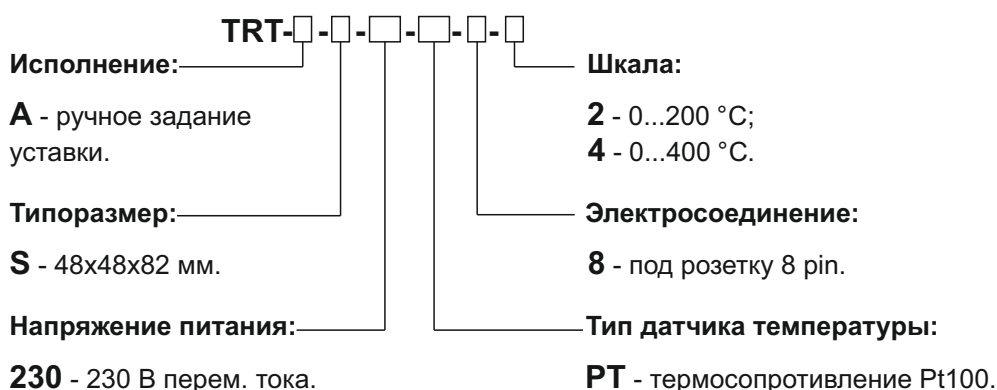 TRT-□-□-□-□-□-□
Исполнение:
A - ручное задание
уставки.
Типоразмер:
S - 48x48x82 мм.
Напряжение питания:
230 - 230 В перем. тока.
Шкала:
2 - 0...200 °C;
4 - 0...400 °C.
Электросоединение:
8 - под розетку 8 pin.
Тип датчика температуры:
PT - термосопротивление Pt100.